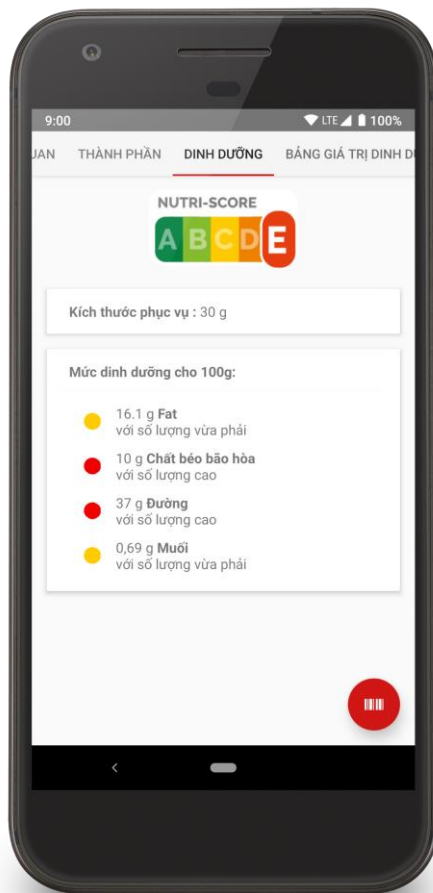 9:00 LTE 100%
UAN THÀNH PHẦN DINH DƯỠNG BẢNG GIÁ TRỊ DINH DƯ
NUTRI-SCORE
A B C D E
Kích thước phục vụ : 30 g
Mức dinh dưỡng cho 100g:
16.1 g Fat
với số lượng vừa phải
10 g Chất béo bão hòa
với số lượng cao
37 g Đường
với số lượng cao
0,69 g Muối
với số lượng vừa phải